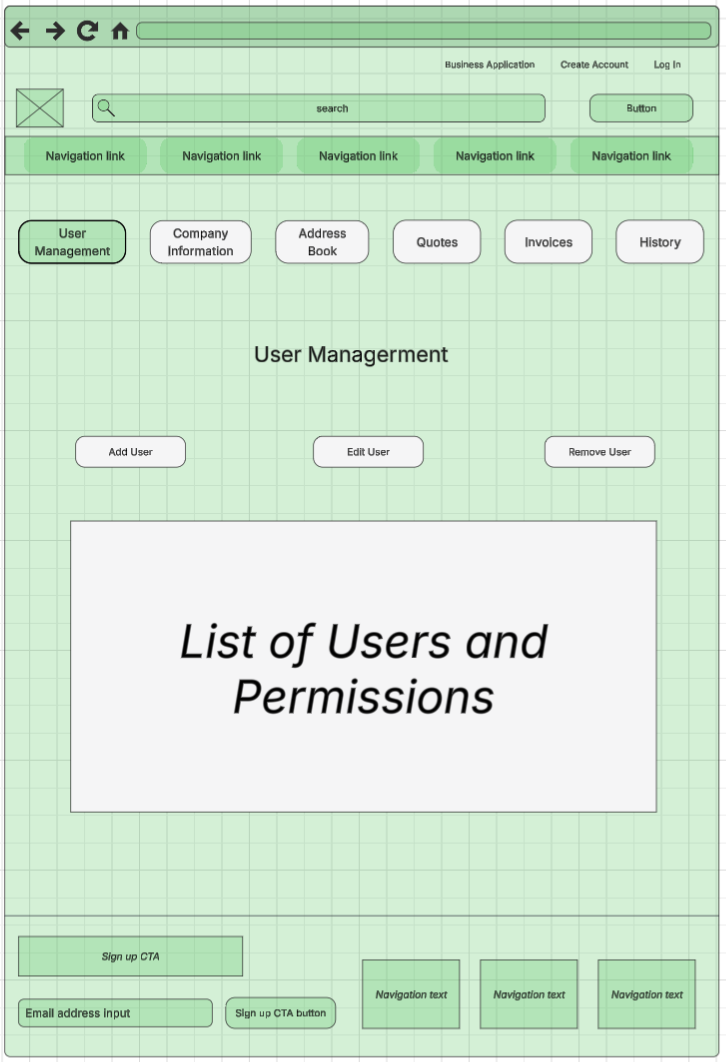 Business Application Create Account Log In
search Button
Navigation link Navigation link Navigation link Navigation link Navigation link
User
Management
Company
Information
Address
Book
Quotes
Invoices
History
User Managerment
Add User Edit User Remove User
List of Users and
Permissions
Sign up CTA
Email address input Sign up CTA button
Navigation text Navigation text Navigation text